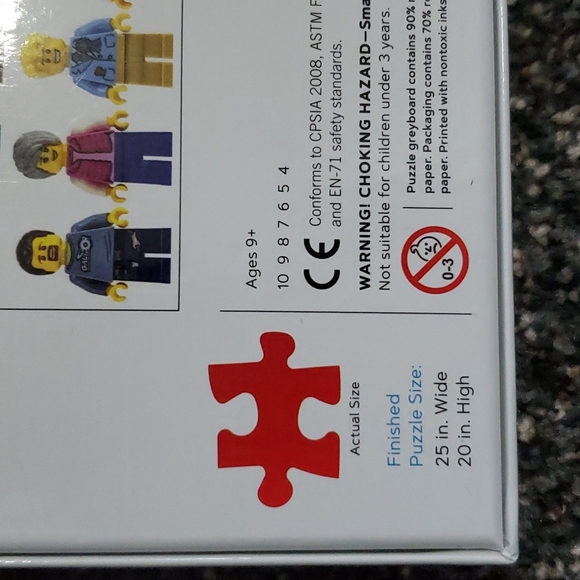 Ages 9+
10 9 8 7 6 5 4
CE
Conforms to CPSIA 2008, ASTM F
and EN-71 safety standards.
WARNING! CHOKING HAZARD—Sma
Not suitable for children under 3 years.
0-3
Puzzle greyboard contains 90%
paper. Packaging contains 70% re
paper. Printed with nontoxic inks
Actual Size
Finished
Puzzle Size:
25 in. Wide
20 in. High